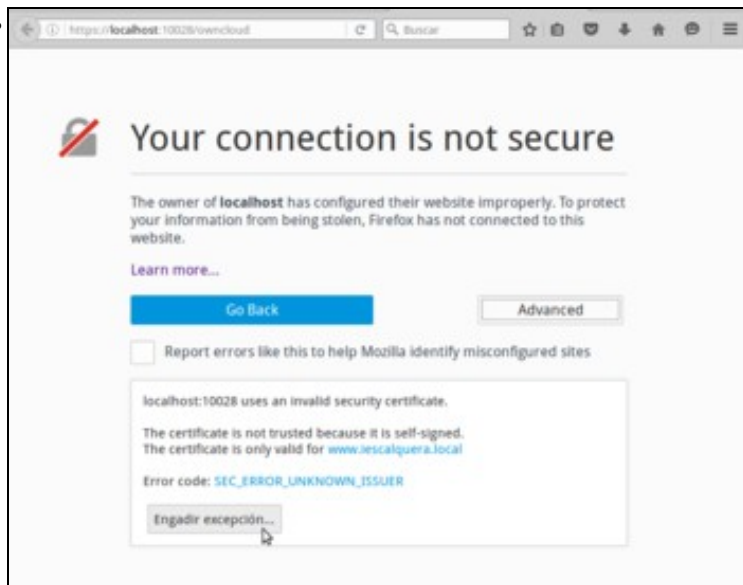 https://localhost:10028/owncloud
Buscar
Your connection is not secure
The owner of localhost has configured their website improperly. To protect
your information from being stolen, Firefox has not connected to this
website.
Learn more...
Go Back
Advanced
Report errors like this to help Mozilla identify misconfigured sites
localhost:10028 uses an invalid security certificate.
The certificate is not trusted because it is self-signed.
The certificate is only valid for www.iescalquera.local
Error code: SEC_ERROR_UNKNOWN_ISSUER
Engadir excepción...